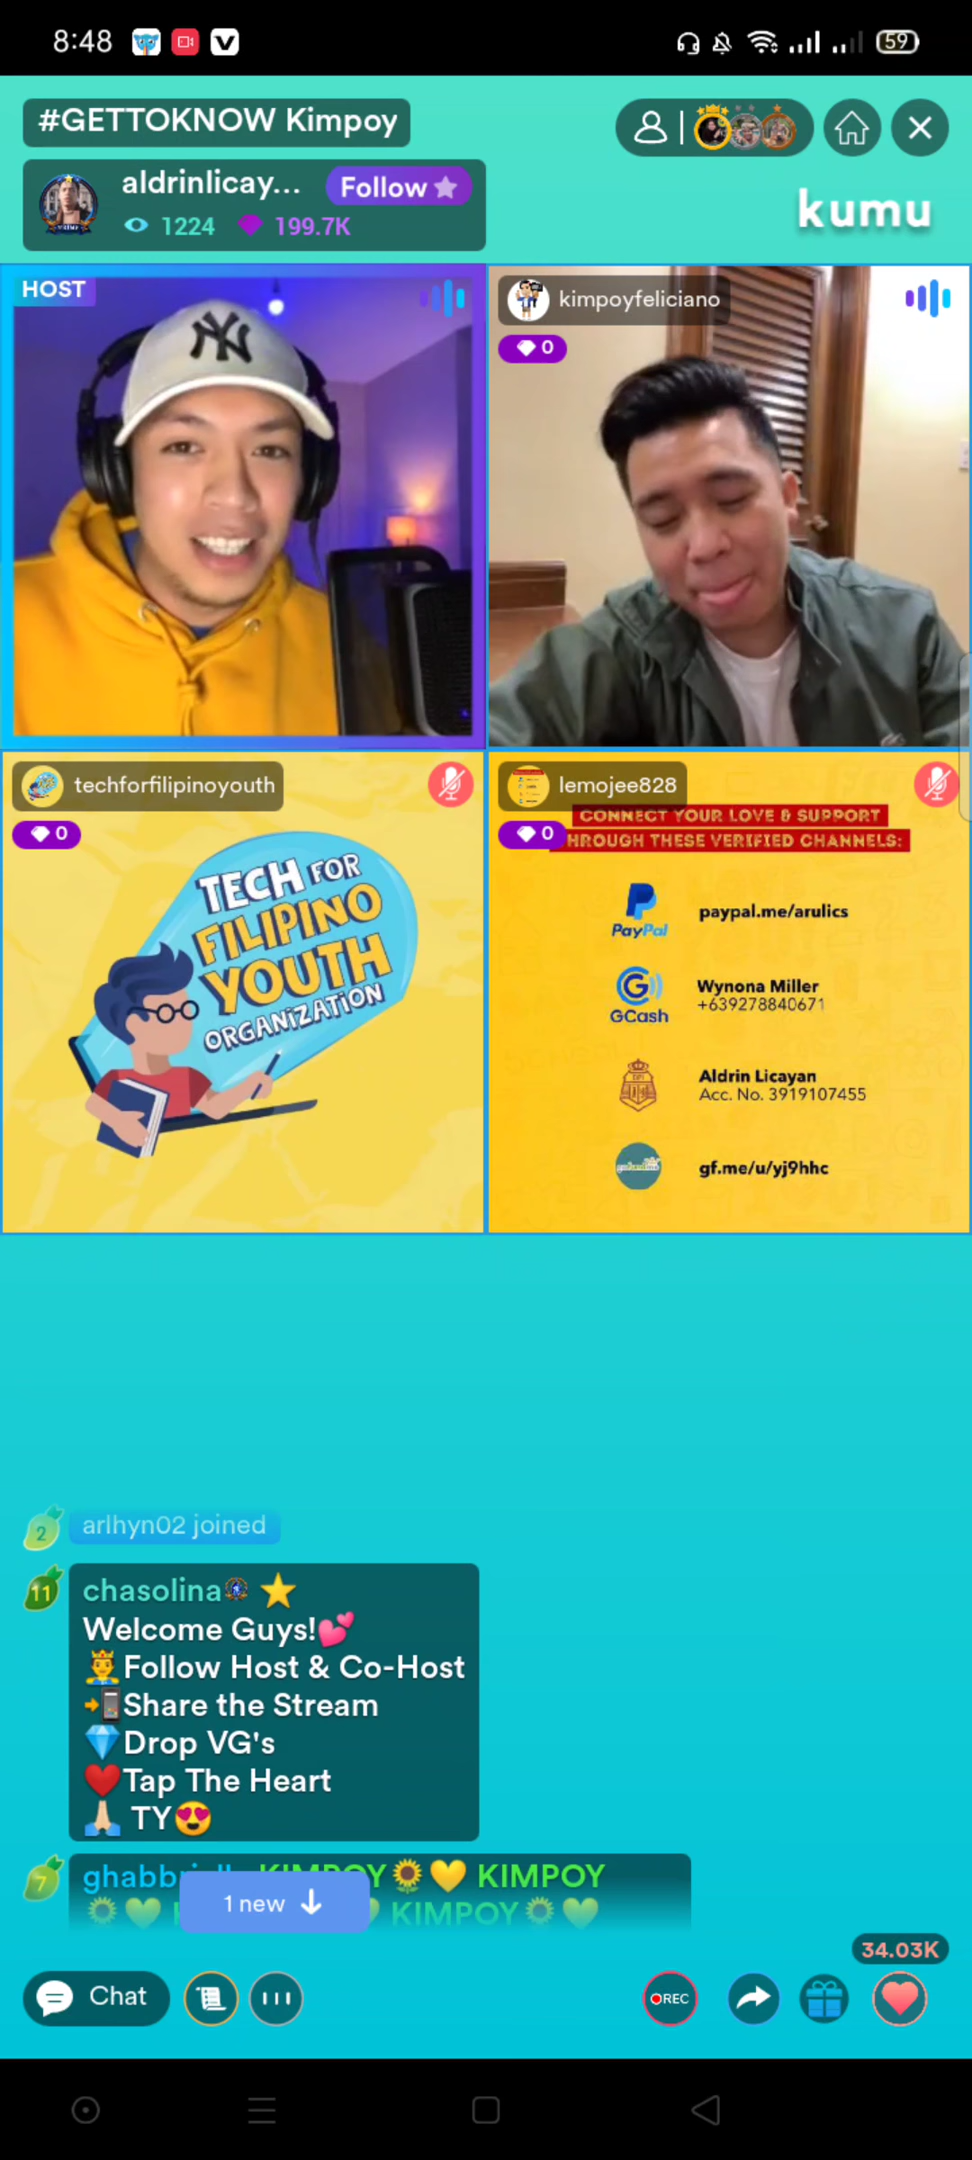 8:48
59
#GETTOKNOW Kimpoy
aldrinlicay...
Follow
1224
199.7K
kumu
HOST
kimpoyfeliciano
0
techforfilipinoyouth
0
TECH FOR
FILIPINO
YOUTH
ORGANIZATION
lemojee828
0
CONNECT YOUR LOVE & SUPPORT
HROUGH THESE VERIFIED CHANNELS:
PayPal
paypal.me/arulics
GCash
Wynona Miller
+639278840671
Aldrin Licayan
Acc. No. 3919107455
gf.me/u/yj9hhc
2
arlhyn02 joined
11
chasolina
Welcome Guys!💕
🤴Follow Host & Co-Host
📲Share the Stream
💎Drop VG's
❤️Tap The Heart
🙏🏻 TY😍
7
KIMPOY🌻💛 KIMPOY
🌻💛 KIMPOY🌻💛
1 new
34.03K
Chat
REC